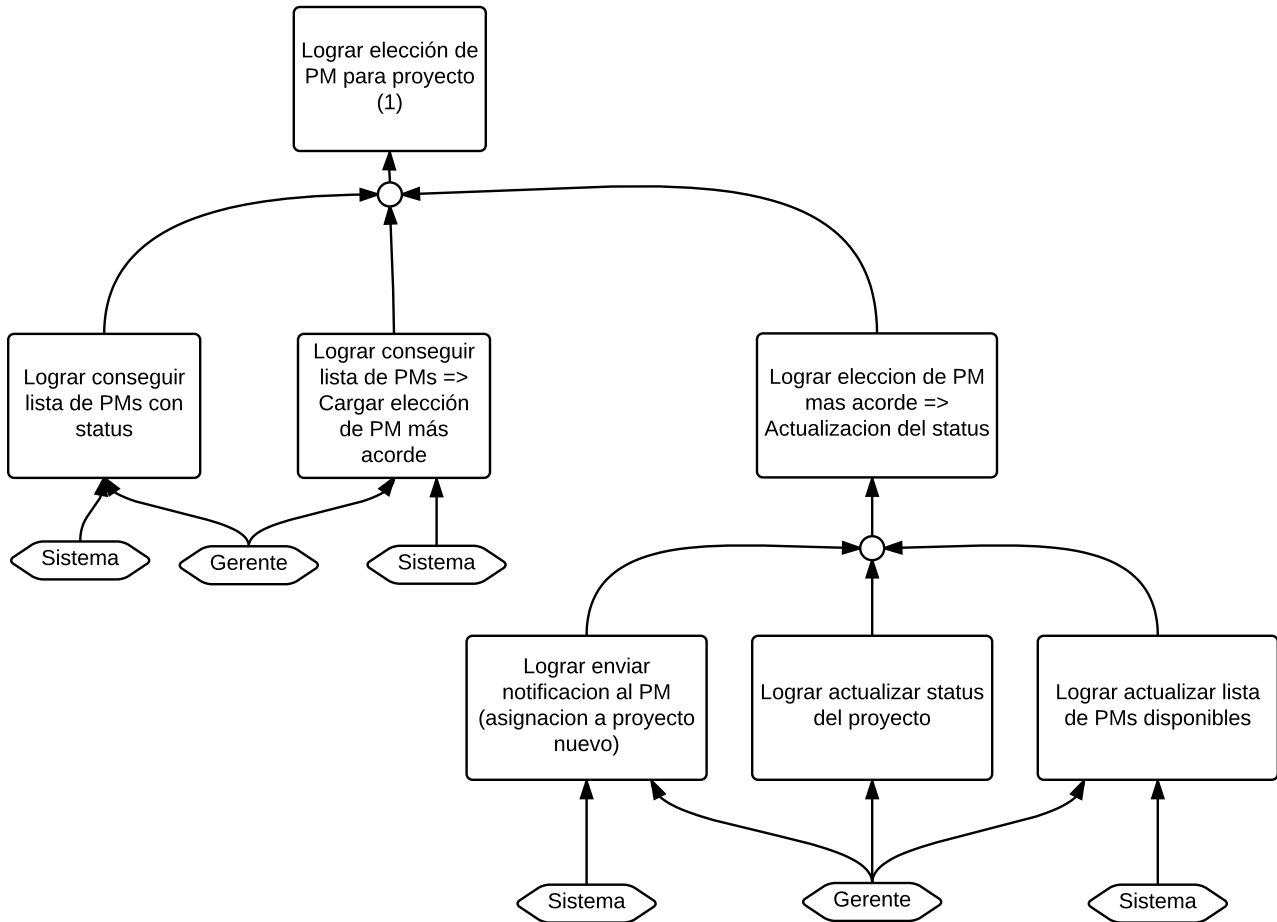 Lograr elección de
PM para proyecto
(1)
Lograr conseguir
lista de PMs con
status
Lograr conseguir
lista de PMs =>
Cargar elección
de PM más
acorde
Lograr eleccion de PM
mas acorde =>
Actualizacion del status
Sistema
Gerente
Sistema
Lograr enviar
notificacion al PM
(asignacion a proyecto
nuevo)
Lograr actualizar status
del proyecto
Lograr actualizar lista
de PMs disponibles
Sistema
Gerente
Sistema